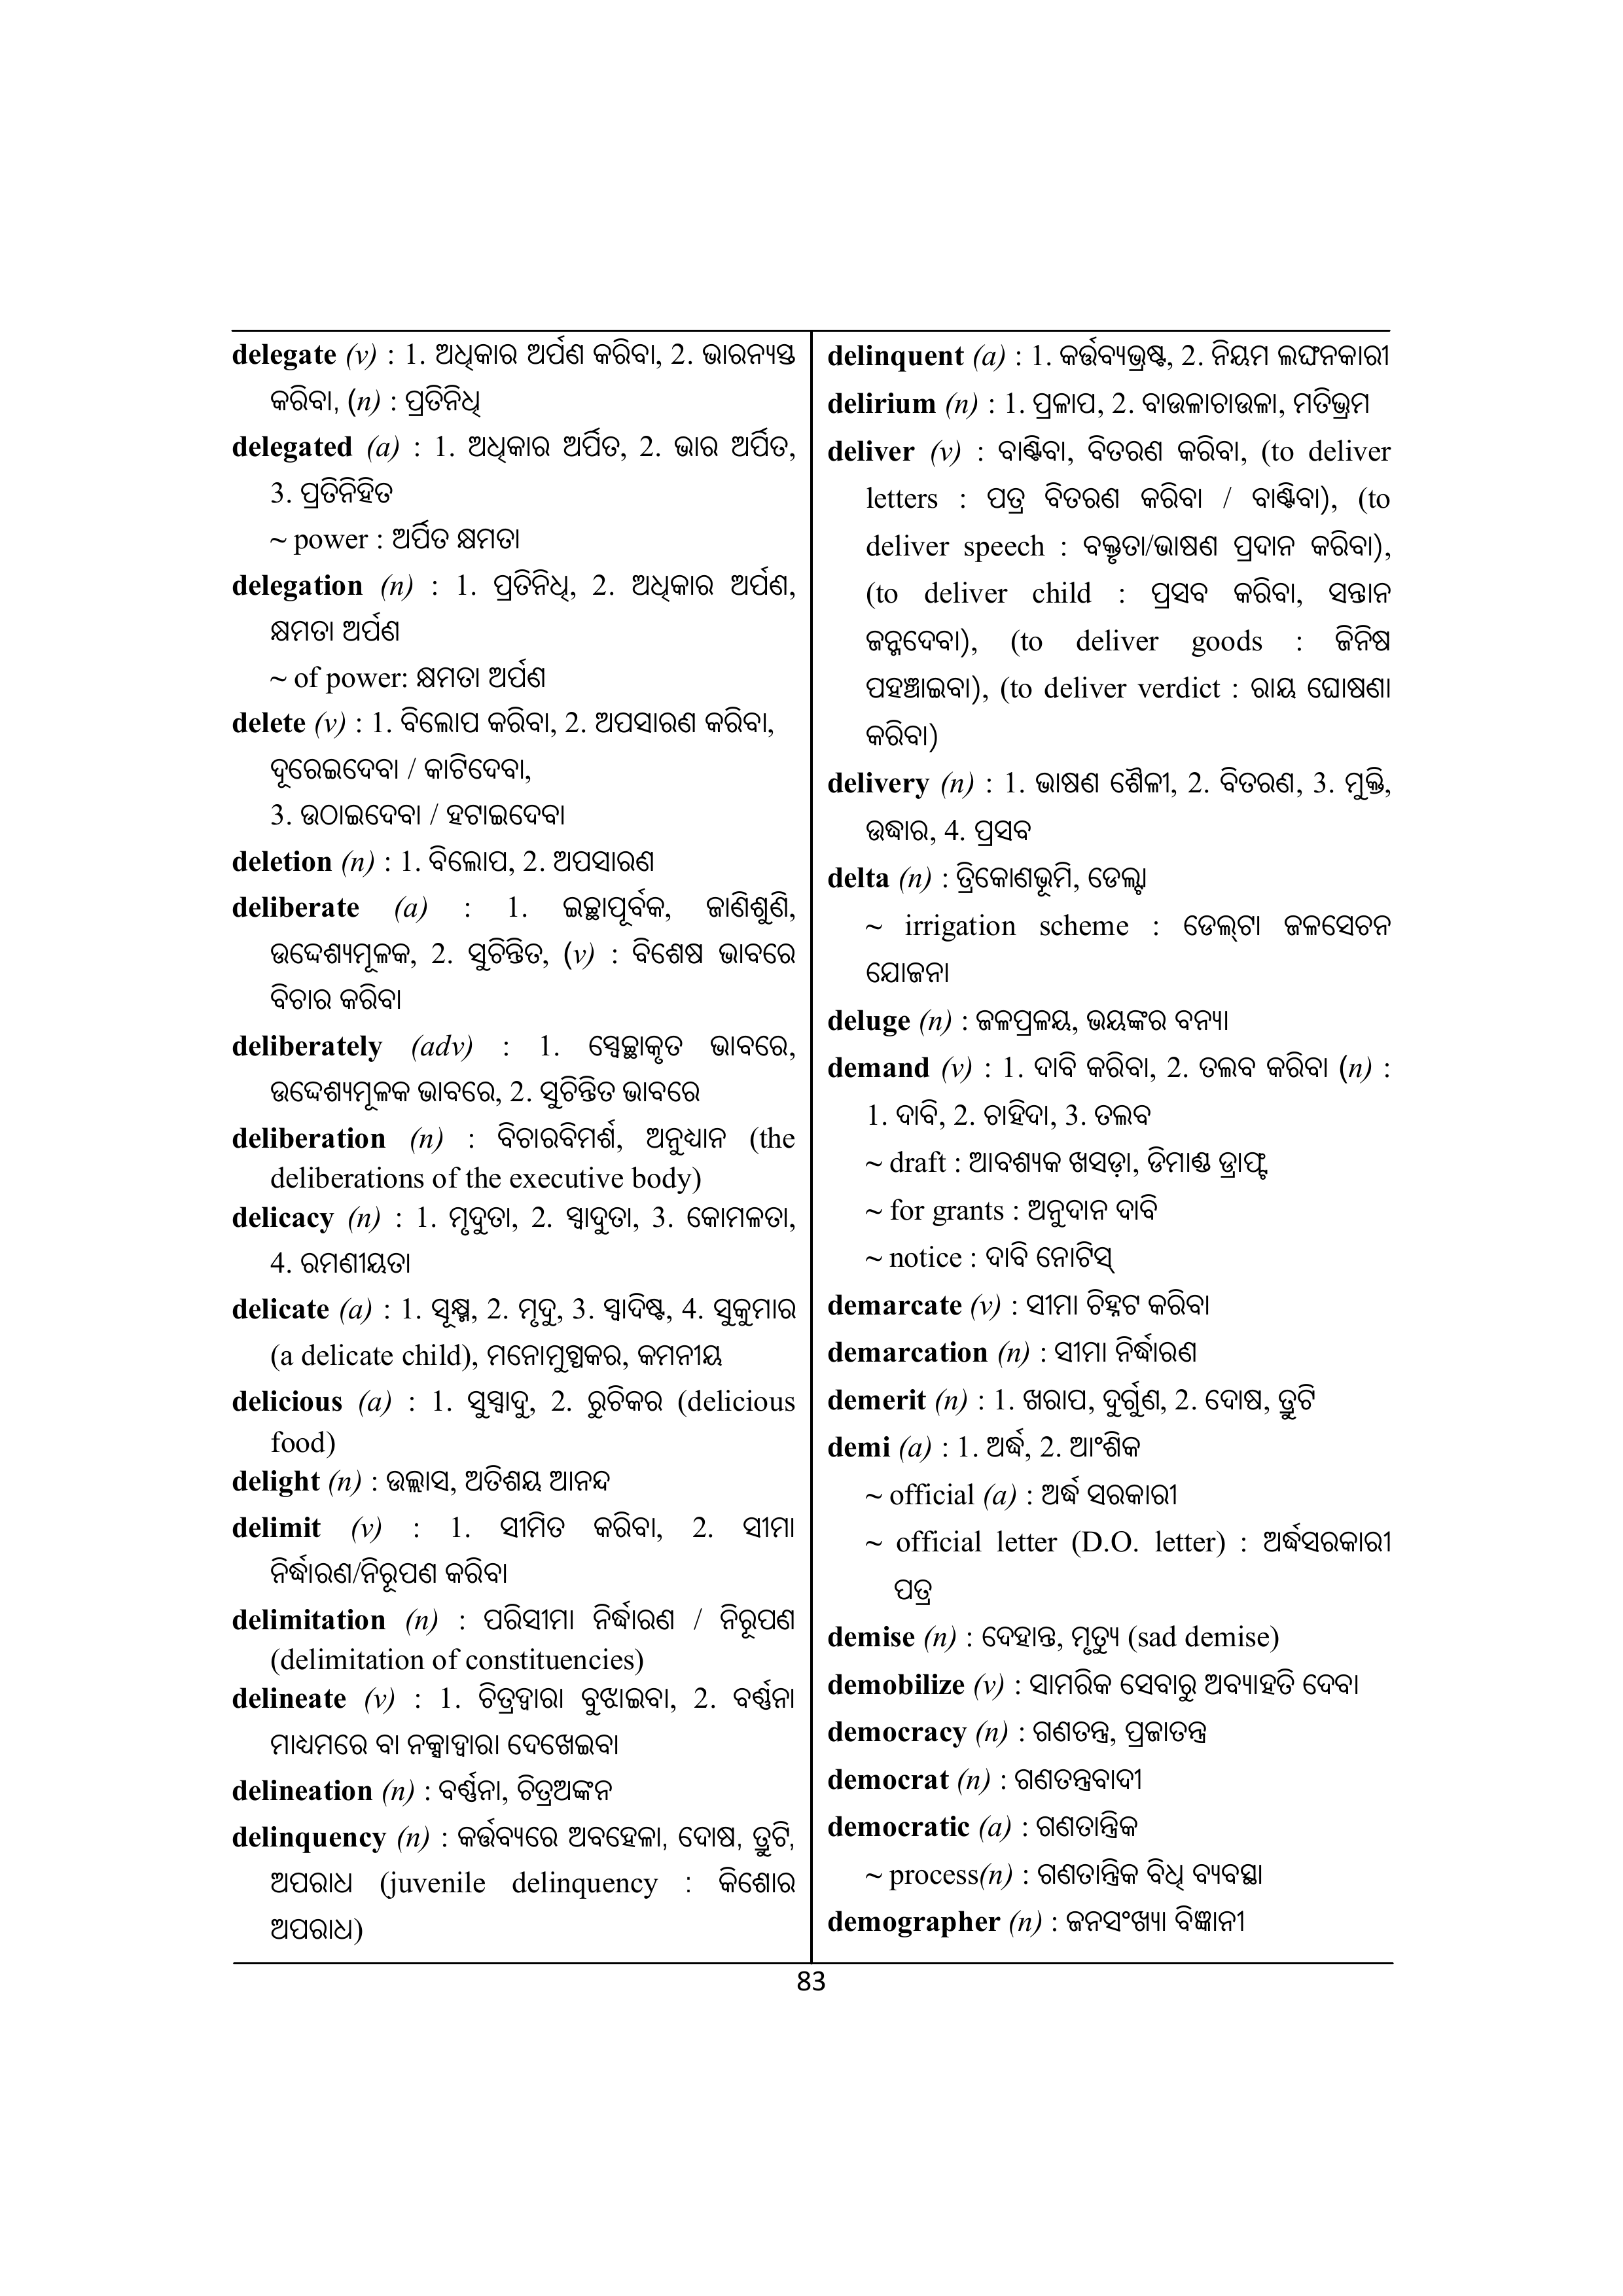 delegate (v) : 1. ଅଧିକାର ଅର୍ପଣ କରିବା, 2. ଭାରନ୍ୟସ୍ତ
କରିବା, (n) : ପ୍ରତିନିଧି
delegated (a) : 1. ଅଧିକାର ଅର୍ପିତ, 2. ଭାର ଅର୍ପିତ,
3. ପ୍ରତିନିହିତ
~ power : ଅର୍ପିତ କ୍ଷମତା
delegation (n) : 1. ପ୍ରତିନିଧି, 2. ଅଧିକାର ଅର୍ପଣ,
କ୍ଷମତା ଅର୍ପଣ
~ of power: କ୍ଷମତା ଅର୍ପଣ
delete (v) : 1. ବିଲୋପ କରିବା, 2. ଅପସାରଣ କରିବା,
ଦୂରେଇଦେବା / କାଟିଦେବା,
3. ଉଠାଇଦେବା / ହଟାଇଦେବା
deletion (n) : 1. ବିଲୋପ, 2. ଅପସାରଣ
deliberate (a) : 1. ଇଚ୍ଛାପୂର୍ବକ, ଜାଣିଶୁଣି,
ଉଦ୍ଦେଶ୍ୟମୂଳକ, 2. ସୁଚିନ୍ତିତ, (v) : ବିଶେଷ ଭାବରେ
ବିଚାର କରିବା
deliberately (adv) : 1. ସ୍ୱେଚ୍ଛାକୃତ ଭାବରେ,
ଉଦ୍ଦେଶ୍ୟମୂଳକ ଭାବରେ, 2. ସୁଚିନ୍ତିତ ଭାବରେ
deliberation (n) : ବିଚାରବିମର୍ଶ, ଅନୁଧ୍ୟାନ (the
deliberations of the executive body)
delicacy (n) : 1. ମୃଦୁତା, 2. ସ୍ୱାଦୁତା, 3. କୋମଳତା,
4. ରମଣୀୟତା
delicate (a) : 1. ସୂକ୍ଷ୍ମ, 2. ମୃଦୁ, 3. ସ୍ୱାଦିଷ୍ଟ, 4. ସୁକୁମାର
(a delicate child), ମନୋମୁଗ୍ଧକର, କମନୀୟ
delicious (a) : 1. ସୁସ୍ୱାଦୁ, 2. ରୁଚିକର (delicious
food)
delight (n) : ଉଲ୍ଲାସ, ଅତିଶୟ ଆନନ୍ଦ
delimit (v) : 1. ସୀମିତ କରିବା, 2. ସୀମା
ନିର୍ଦ୍ଧାରଣ/ନିରୂପଣ କରିବା
delimitation (n) : ପରିସୀମା ନିର୍ଦ୍ଧାରଣ / ନିରୂପଣ
(delimitation of constituencies)
delineate (v) : 1. ଚିତ୍ରଦ୍ୱାରା ବୁଝାଇବା, 2. ବର୍ଣ୍ଣନା
ମାଧ୍ୟମରେ ବା ନକ୍ସାଦ୍ୱାରା ଦେଖେଇବା
delineation (n) : ବର୍ଣ୍ଣନା, ଚିତ୍ରଅଙ୍କନ
delinquency (n) : କର୍ତ୍ତବ୍ୟରେ ଅବହେଳା, ଦୋଷ, ତ୍ରୁଟି,
ଅପରାଧ (juvenile delinquency : କିଶୋର
ଅପରାଧ)
delinquent (a) : 1. କର୍ତ୍ତବ୍ୟଭ୍ରଷ୍ଟ, 2. ନିୟମ ଲଙ୍ଘନକାରୀ
delirium (n) : 1. ପ୍ରଳାପ, 2. ବାଉଳାଚାଉଳା, ମତିଭ୍ରମ
deliver (v) : ବାଣ୍ଟିବା, ବିତରଣ କରିବା, (to deliver
letters : ପତ୍ର ବିତରଣ କରିବା / ବାଣ୍ଟିବା), (to
deliver speech : ବକ୍ତୃତା/ଭାଷଣ ପ୍ରଦାନ କରିବା),
(to deliver child : ପ୍ରସବ କରିବା, ସନ୍ତାନ
ଜନ୍ମଦେବା), (to deliver goods : ଜିନିଷ
ପହଞ୍ଚାଇବା), (to deliver verdict : ରାୟ ଘୋଷଣା
କରିବା)
delivery (n) : 1. ଭାଷଣ ଶୈଳୀ, 2. ବିତରଣ, 3. ମୁକ୍ତି,
ଉଦ୍ଧାର, 4. ପ୍ରସବ
delta (n) : ତ୍ରିକୋଣଭୂମି, ଡେଲ୍ଟା
~ irrigation scheme : ଡେଲ୍‌ଟା ଜଳସେଚନ
ଯୋଜନା
deluge (n) : ଜଳପ୍ରଳୟ, ଭୟଙ୍କର ବନ୍ୟା
demand (v) : 1. ଦାବି କରିବା, 2. ତଲବ କରିବା (n) :
1. ଦାବି, 2. ଚାହିଦା, 3. ତଲବ
~ draft : ଆବଶ୍ୟକ ଖସଡ଼ା, ଡିମାଣ୍ଡ ଡ୍ରାଫ୍ଟ
~ for grants : ଅନୁଦାନ ଦାବି
~ notice : ଦାବି ନୋଟିସ୍
demarcate (v) : ସୀମା ଚିହ୍ନଟ କରିବା
demarcation (n) : ସୀମା ନିର୍ଦ୍ଧାରଣ
demerit (n) : 1. ଖରାପ, ଦୁର୍ଗୁଣ, 2. ଦୋଷ, ତ୍ରୁଟି
demi (a) : 1. ଅର୍ଦ୍ଧ, 2. ଆଂଶିକ
~ official (a) : ଅର୍ଦ୍ଧ ସରକାରୀ
~ official letter (D.O. letter) : ଅର୍ଦ୍ଧସରକାରୀ
ପତ୍ର
demise (n) : ଦେହାନ୍ତ, ମୃତ୍ୟୁ (sad demise)
demobilize (v) : ସାମରିକ ସେବାରୁ ଅବ୍ୟାହତି ଦେବା
democracy (n) : ଗଣତନ୍ତ୍ର, ପ୍ରଜାତନ୍ତ୍ର
democrat (n) : ଗଣତନ୍ତ୍ରବାଦୀ
democratic (a) : ଗଣତାନ୍ତ୍ରିକ
~ process(n) : ଗଣତାନ୍ତ୍ରିକ ବିଧି ବ୍ୟବସ୍ଥା
demographer (n) : ଜନସଂଖ୍ୟା ବିଜ୍ଞାନୀ
83